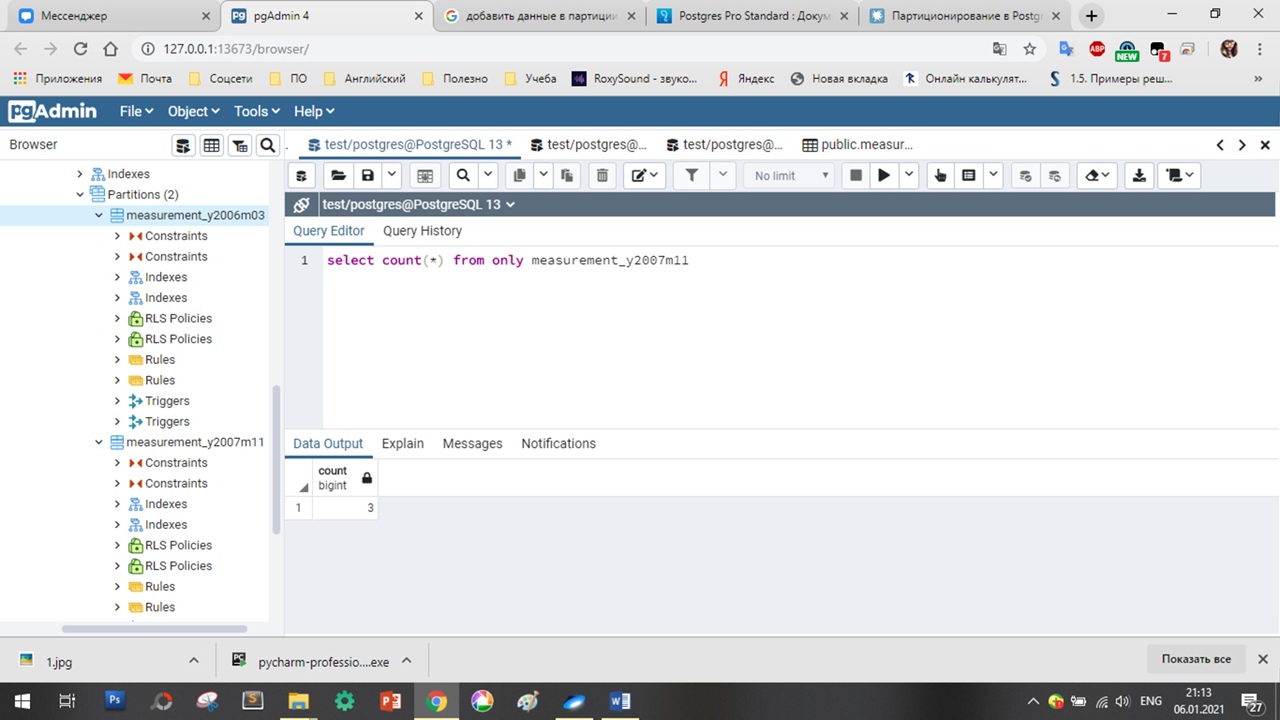 Мессенджер
pgAdmin 4
добавить данные в партиции
Postgres Pro Standard : Докум
Партиционирование в Postgr
127.0.0.1:13673/browser/
ABP
NEW
7
Приложения
Почта
Соцсети
ПО
Английский
Полезно
Учеба
RoxySound - звуко...
Яндекс
Новая вкладка
Онлайн калькулят...
1.5. Примеры реш...
pgAdmin
File
Object
Tools
Help
Browser
test/postgres@PostgreSQL 13 *
test/postgres@...
test/postgres@...
public.measur...
No limit
Indexes
Partitions (2)
measurement_y2006m03
Constraints
Constraints
Indexes
Indexes
RLS Policies
RLS Policies
Rules
Rules
Triggers
Triggers
measurement_y2007m11
Constraints
Constraints
Indexes
Indexes
RLS Policies
RLS Policies
Rules
Rules
test/postgres@PostgreSQL 13
Query Editor
Query History
1 select count(*) from only measurement_y2007m11
Data Output
Explain
Messages
Notifications
count
bigint
1 3
1.jpg
pycharm-professio....exe
Показать все
ENG
21:13
06.01.2021
27